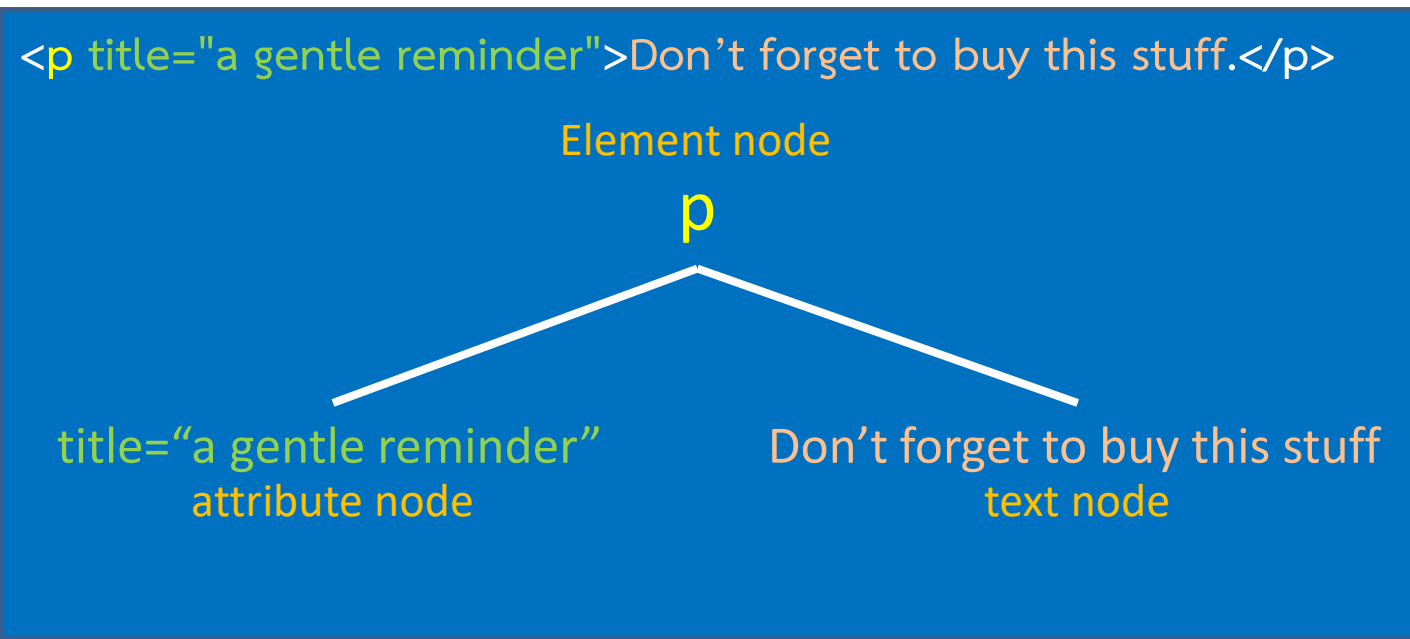 <p title="a gentle reminder">Don’t forget to buy this stuff.</p>
Element node
p
title=“a gentle reminder” Don’t forget to buy this stuff
attribute node text node